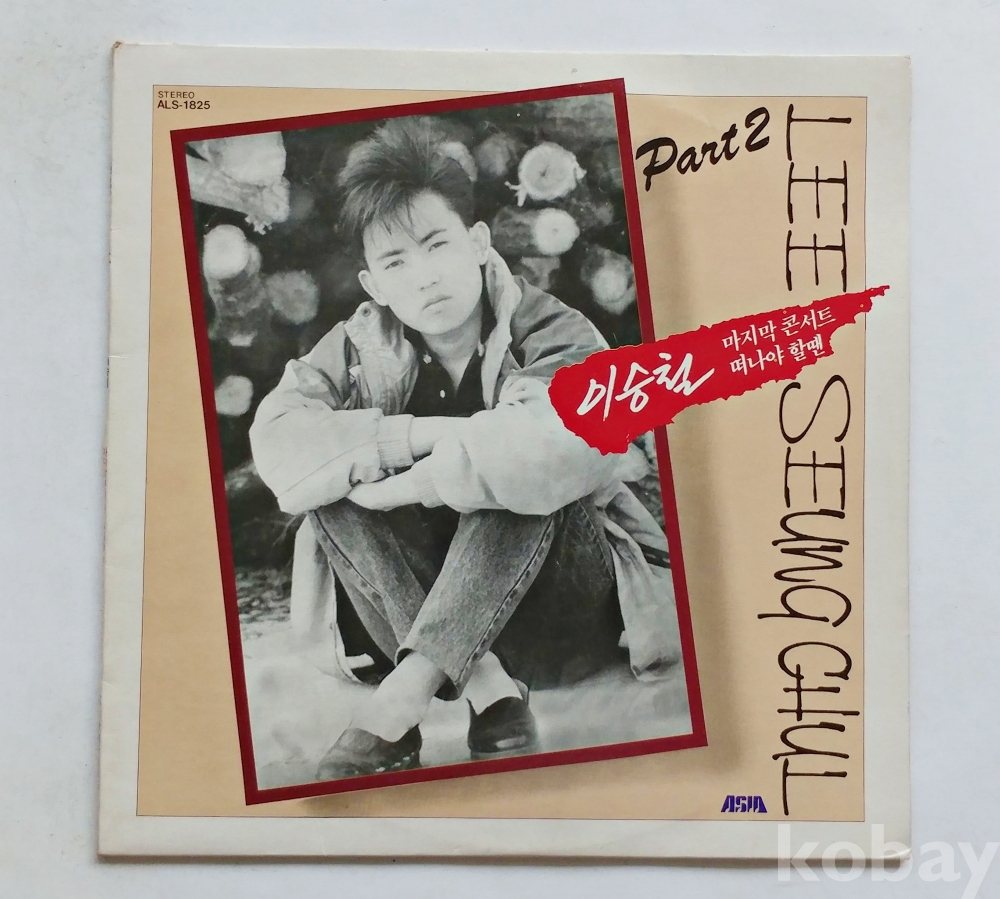 STEREO
ALS-1825
Part 2
LEE SEUNG CHUL
이승철
마지막 콘서트
떠나야 할땐
ASIA
kobay